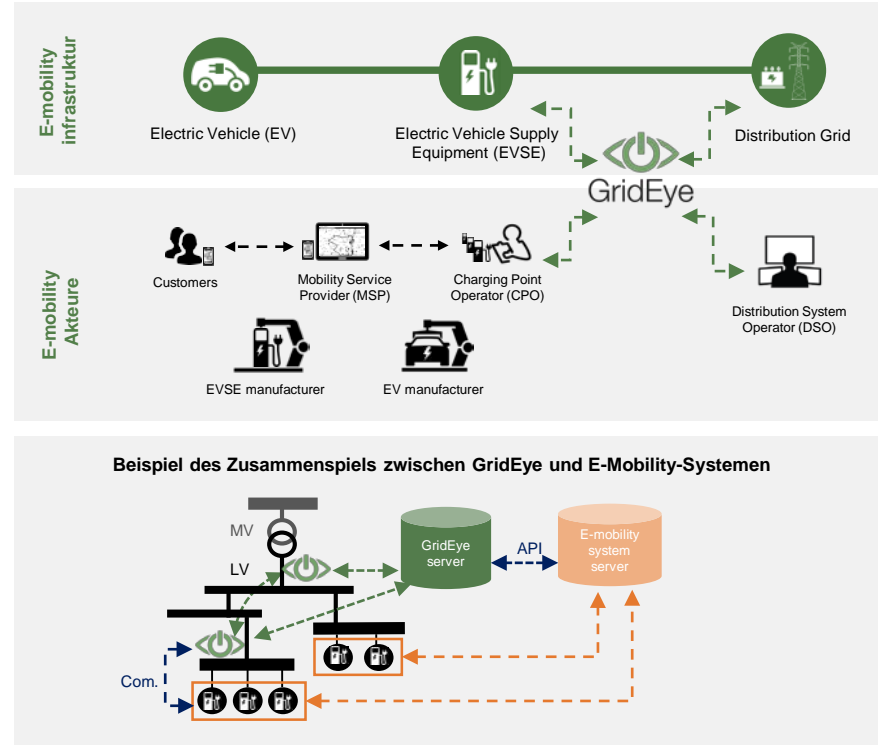 E-mobility
infrastruktur
Electric Vehicle (EV)
Electric Vehicle Supply
Equipment (EVSE)
Distribution Grid
GridEye
E-mobility
Akteure
Customers
Mobility Service
Provider (MSP)
Charging Point
Operator (CPO)
Distribution System
Operator (DSO)
EVSE manufacturer
EV manufacturer
Beispiel des Zusammenspiels zwischen GridEye und E-Mobility-Systemen
MV
LV
GridEye
server
API
E-mobility
system
server
Com.